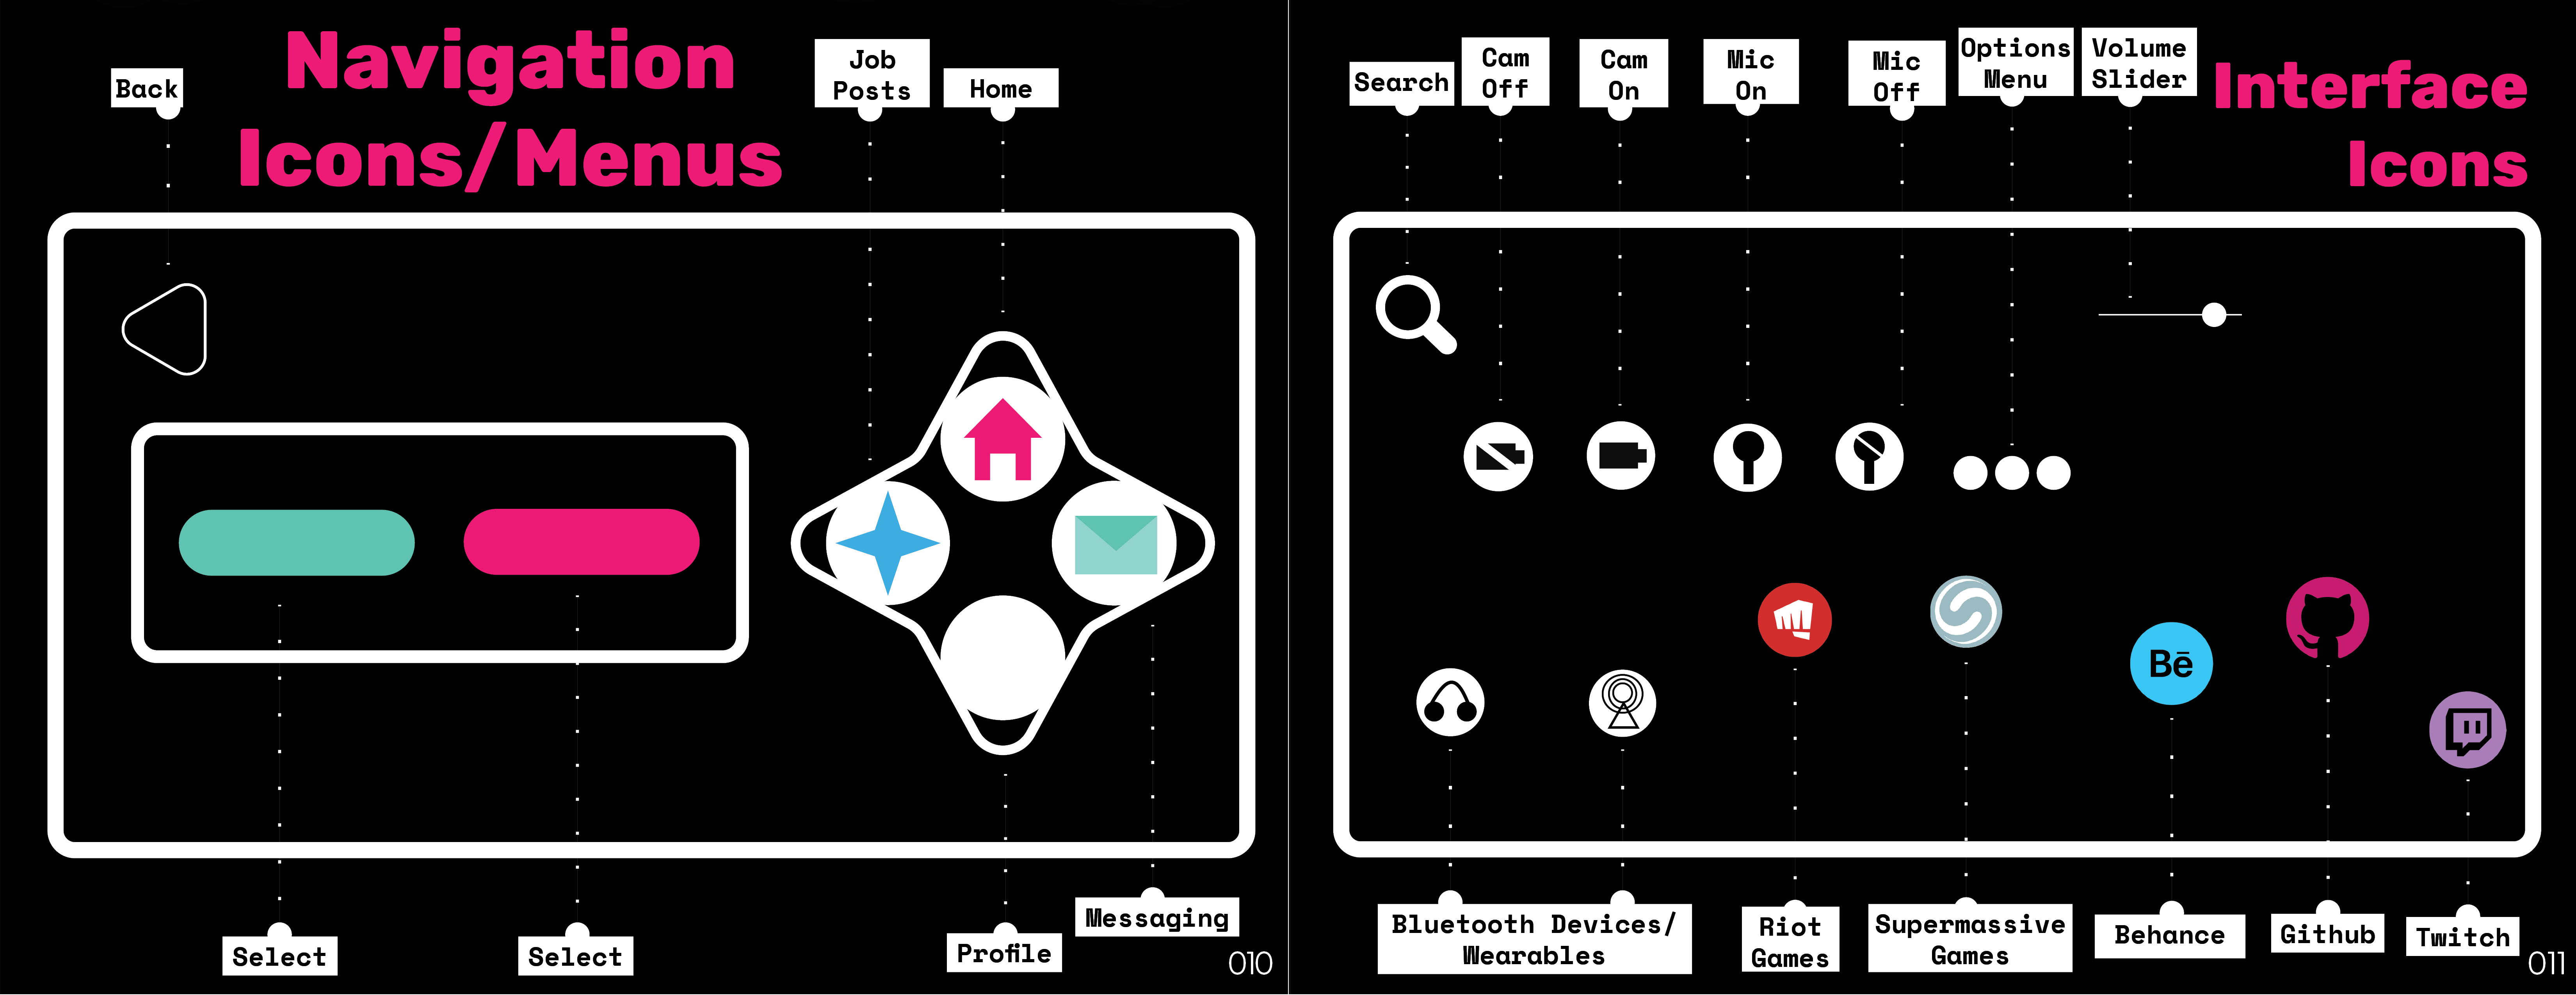 Navigation
Icons/Menus
Back
Job
Posts
Home
Select
Select
Profile
Messaging
010
Interface
Icons
Search
Cam
Off
Cam
On
Mic
On
Mic
Off
Options
Menu
Volume
Slider
Bē
Bluetooth Devices/
Wearables
Riot
Games
Supermassive
Games
Behance
Github
Twitch
011